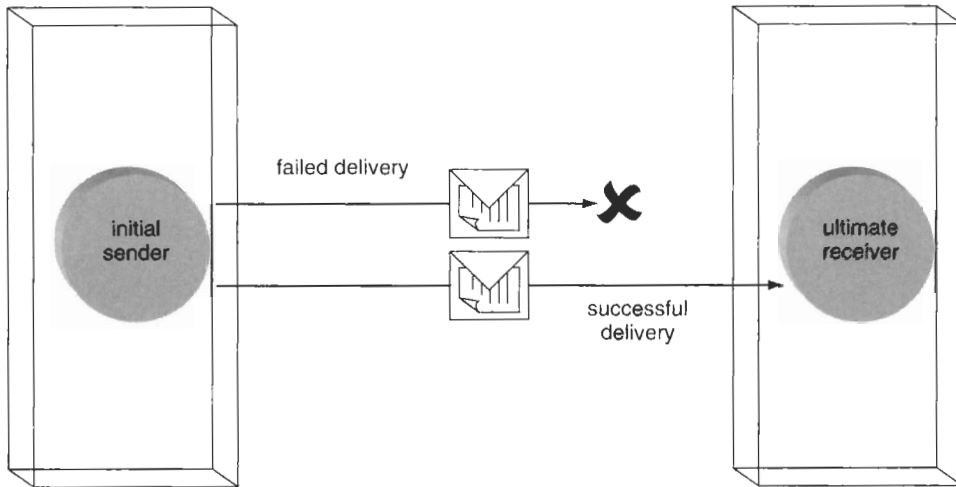 failed delivery
initial
sender
ultimate
receiver
successful
delivery